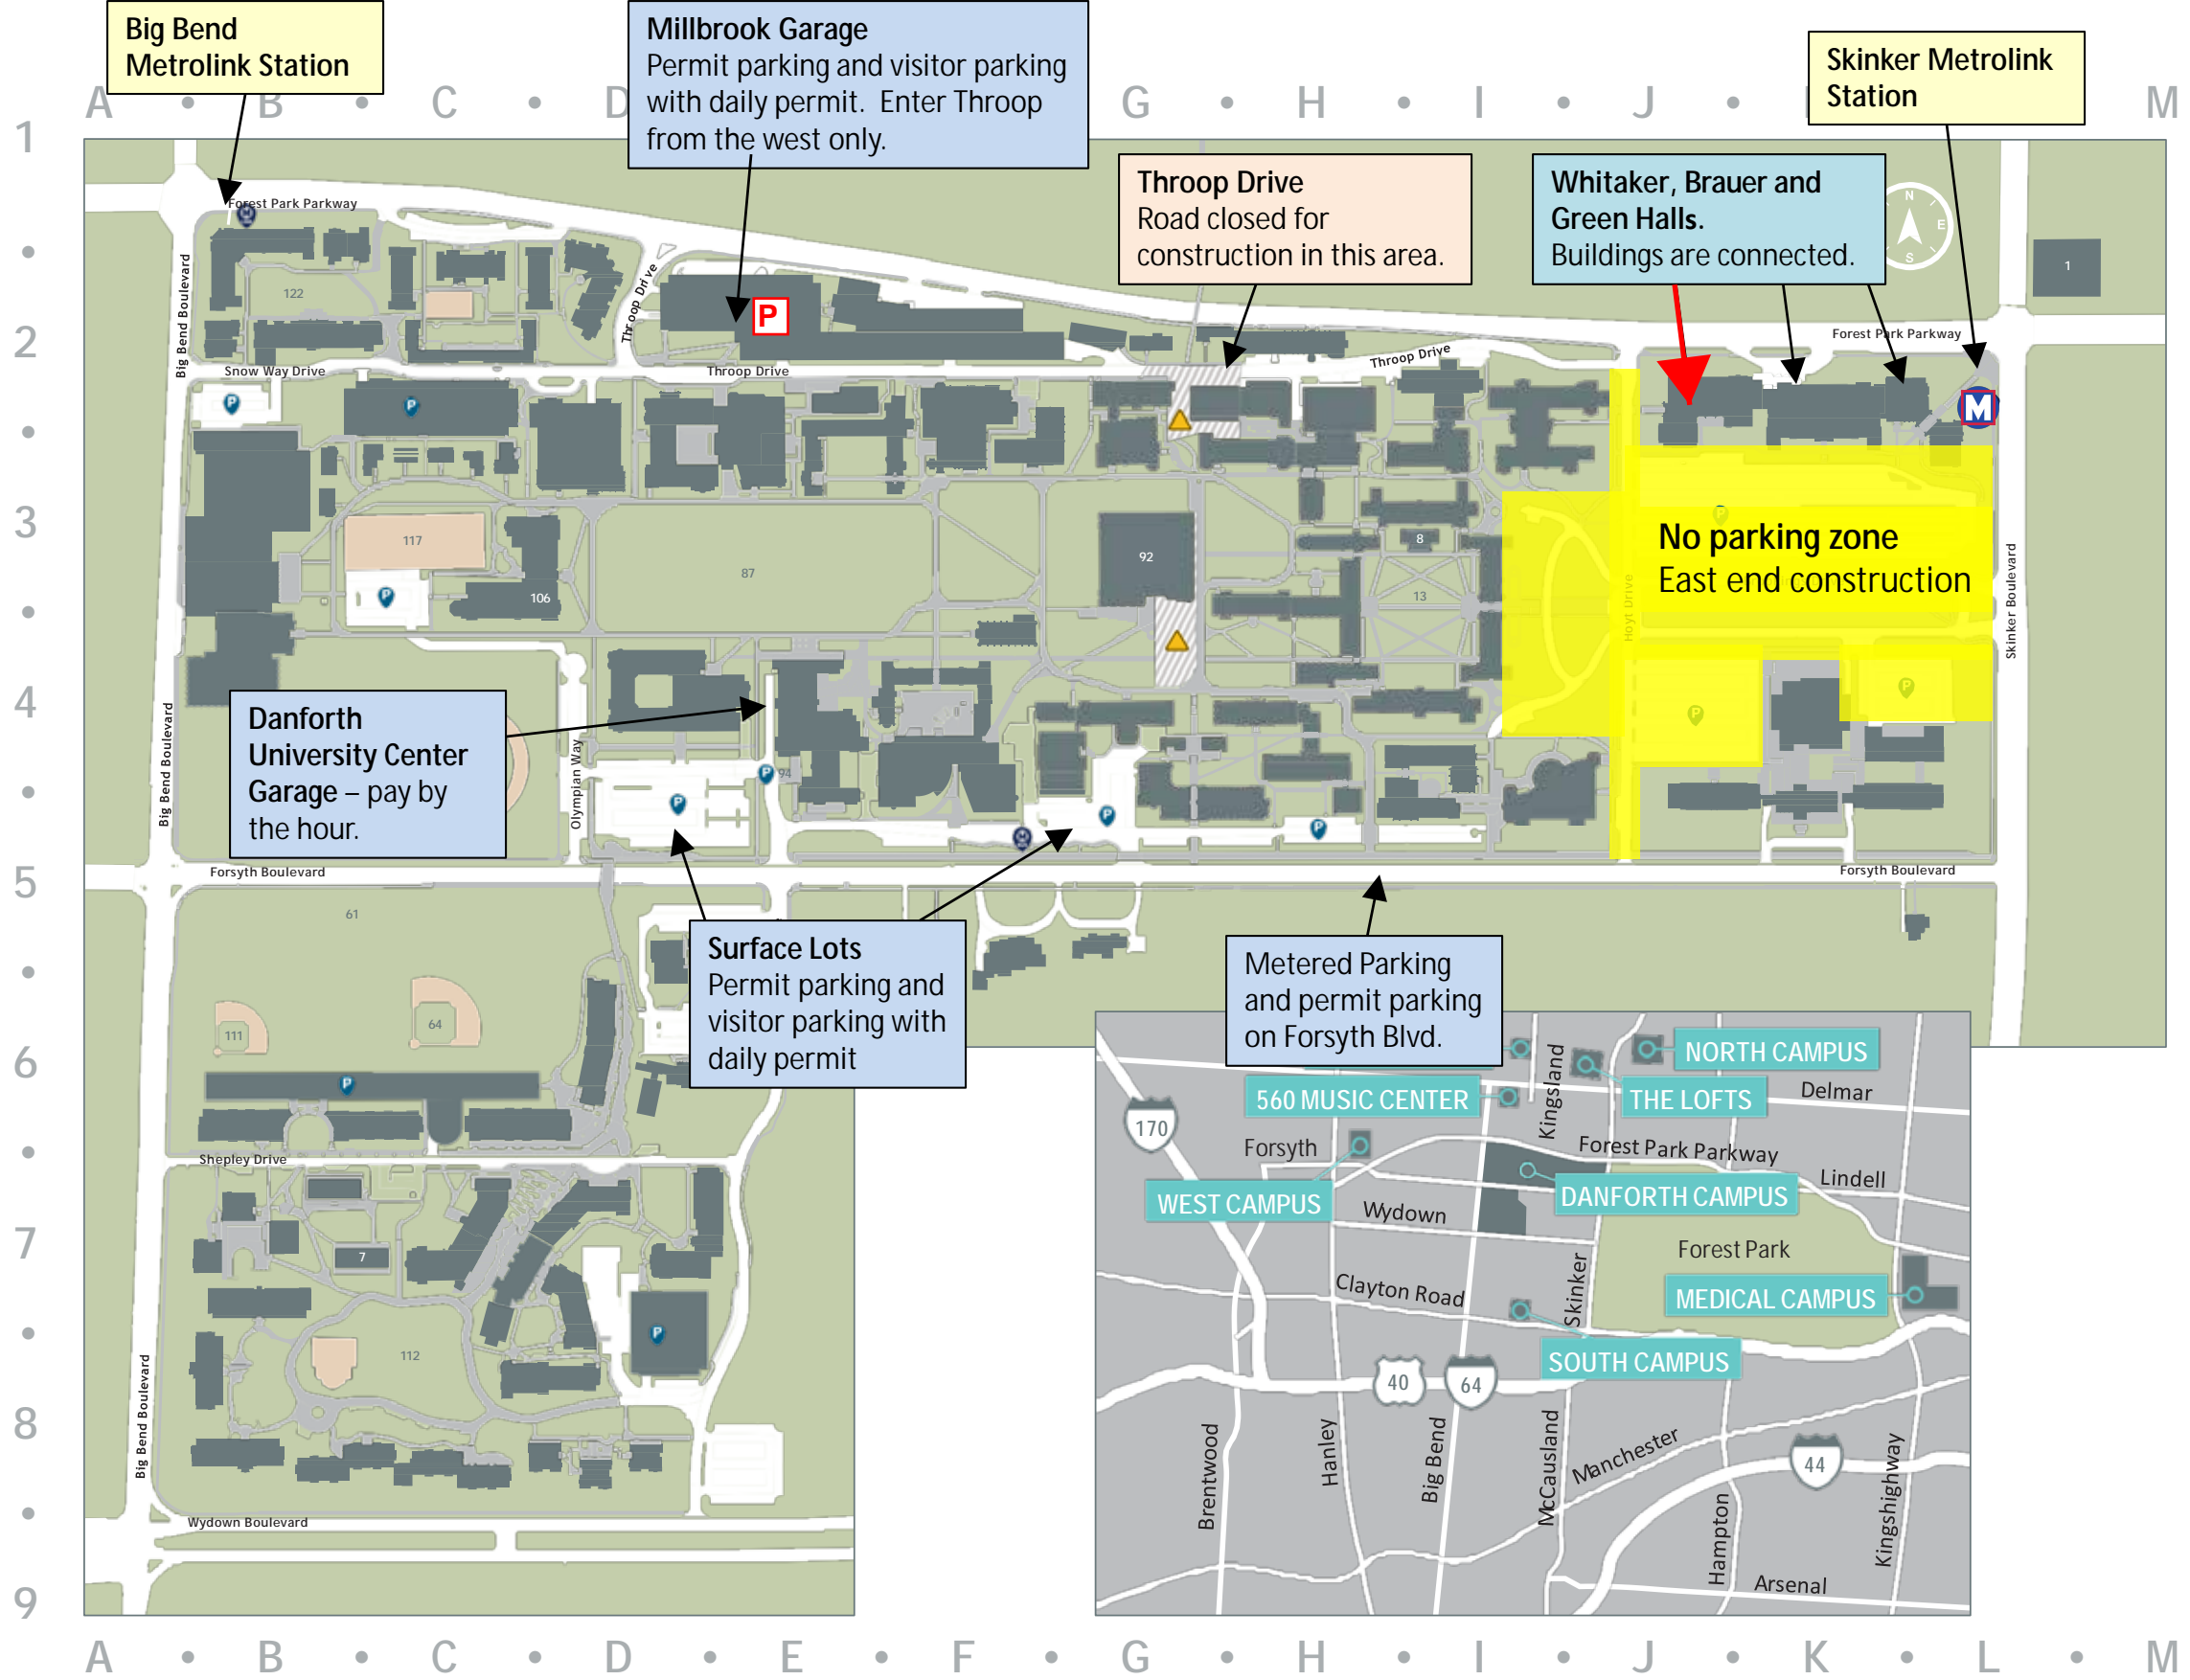 Big Bend
Metrolink Station
Millbrook Garage
Permit parking and visitor parking
with daily permit.  Enter Throop
from the west only.
Skinker Metrolink
Station
A • B • C • D G • H • I • J • M
1
Throop Drive
Road closed for
construction in this area.
Whitaker, Brauer and
Green Halls.
Buildings are connected.
N
E
S
Forest Park Parkway
M
•
Big Bend Boulevard
122
Throop Drive
P
1
2
Forest Park Parkway
Throop Drive
Snow Way Drive
Throop Drive
P
P
M
•
3
P
No parking zone
East end construction
117
8
92
87
106
13
P
Hoyt Drive
Skinker Boulevard
•
4
P
P
Danforth
University Center
Garage – pay by
the hour.
Big Bend Boulevard
Olympian Way
P
94
P
P
P
M
•
5
Forsyth Boulevard
Forsyth Boulevard
61
Surface Lots
Permit parking and
visitor parking with
daily permit
Metered Parking
and permit parking
on Forsyth Blvd.
•
111
64
6
P
Shepley Drive
•
7
7
P
•
112
8
Big Bend Boulevard
•
Wydown Boulevard
9
NORTH CAMPUS
560 MUSIC CENTER
THE LOFTS
Kingsland
Delmar
170
Forsyth
Forest Park Parkway
Lindell
WEST CAMPUS
DANFORTH CAMPUS
Wydown
Forest Park
Skinker
Clayton Road
MEDICAL CAMPUS
SOUTH CAMPUS
40
64
Brentwood
Hanley
Big Bend
McCausland
Manchester
44
Hampton
Kingshighway
Arsenal
A • B • C • D • E • F • G • H • I • J • K • L • M